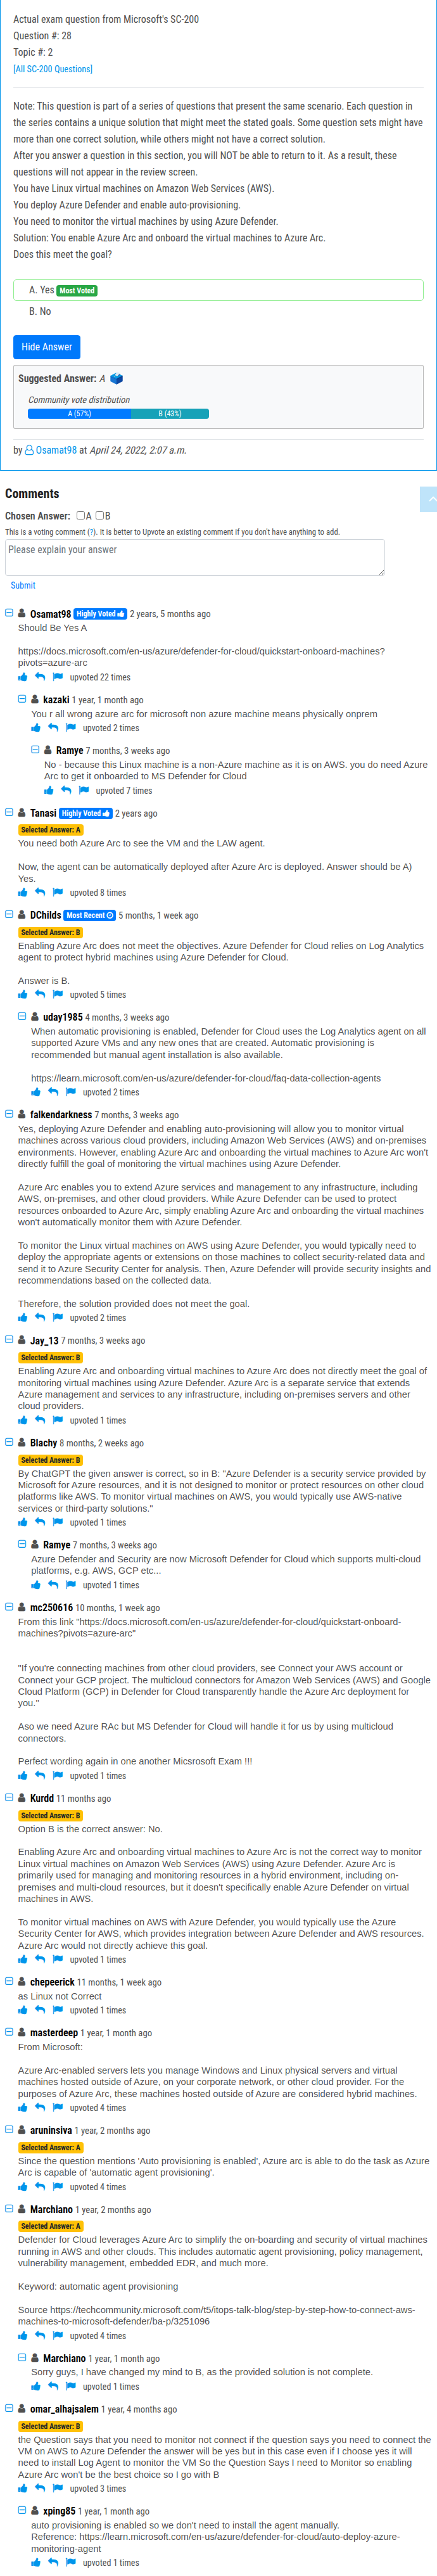 Actual exam question from Microsoft's SC-200
Question #: 28
Topic #: 2
[All SC-200 Questions]
Note: This question is part of a series of questions that present the same scenario. Each question in
the series contains a unique solution that might meet the stated goals. Some question sets might have
more than one correct solution, while others might not have a correct solution.
After you answer a question in this section, you will NOT be able to return to it. As a result, these
questions will not appear in the review screen.
You have Linux virtual machines on Amazon Web Services (AWS).
You deploy Azure Defender and enable auto-provisioning.
You need to monitor the virtual machines by using Azure Defender.
Solution: You enable Azure Arc and onboard the virtual machines to Azure Arc.
Does this meet the goal?
A. Yes Most Voted
B. No
Hide Answer
Suggested Answer: A
Community vote distribution
A (57%) B (43%)
by Osamat98 at April 24, 2022, 2:07 a.m.
Comments
Chosen Answer: A B
This is a voting comment (?). It is better to Upvote an existing comment if you don't have anything to add.
Please explain your answer
Submit
Osamat98 Highly Voted 2 years, 5 months ago
Should Be Yes A
https://docs.microsoft.com/en-us/azure/defender-for-cloud/quickstart-onboard-machines?
pivots=azure-arc
upvoted 22 times
kazaki 1 year, 1 month ago
You r all wrong azure arc for microsoft non azure machine means physically onprem
upvoted 2 times
Ramye 7 months, 3 weeks ago
No - because this Linux machine is a non-Azure machine as it is on AWS. you do need Azure
Arc to get it onboarded to MS Defender for Cloud
upvoted 7 times
Tanasi Highly Voted 2 years ago
Selected Answer: A
You need both Azure Arc to see the VM and the LAW agent.
Now, the agent can be automatically deployed after Azure Arc is deployed. Answer should be A)
Yes.
upvoted 8 times
DChilds Most Recent 5 months, 1 week ago
Selected Answer: B
Enabling Azure Arc does not meet the objectives. Azure Defender for Cloud relies on Log Analytics
agent to protect hybrid machines using Azure Defender for Cloud.
Answer is B.
upvoted 5 times
uday1985 4 months, 3 weeks ago
When automatic provisioning is enabled, Defender for Cloud uses the Log Analytics agent on all
supported Azure VMs and any new ones that are created. Automatic provisioning is
recommended but manual agent installation is also available.
https://learn.microsoft.com/en-us/azure/defender-for-cloud/faq-data-collection-agents
upvoted 2 times
falkendarkness 7 months, 3 weeks ago
Yes, deploying Azure Defender and enabling auto-provisioning will allow you to monitor virtual
machines across various cloud providers, including Amazon Web Services (AWS) and on-premises
environments. However, enabling Azure Arc and onboarding the virtual machines to Azure Arc won't
directly fulfill the goal of monitoring the virtual machines using Azure Defender.
Azure Arc enables you to extend Azure services and management to any infrastructure, including
AWS, on-premises, and other cloud providers. While Azure Defender can be used to protect
resources onboarded to Azure Arc, simply enabling Azure Arc and onboarding the virtual machines
won't automatically monitor them with Azure Defender.
To monitor the Linux virtual machines on AWS using Azure Defender, you would typically need to
deploy the appropriate agents or extensions on those machines to collect security-related data and
send it to Azure Security Center for analysis. Then, Azure Defender will provide security insights and
recommendations based on the collected data.
Therefore, the solution provided does not meet the goal.
upvoted 2 times
Jay_13 7 months, 3 weeks ago
Selected Answer: B
Enabling Azure Arc and onboarding virtual machines to Azure Arc does not directly meet the goal of
monitoring virtual machines using Azure Defender. Azure Arc is a separate service that extends
Azure management and services to any infrastructure, including on-premises servers and other
cloud providers.
upvoted 1 times
Blachy 8 months, 2 weeks ago
Selected Answer: B
By ChatGPT the given answer is correct, so in B: "Azure Defender is a security service provided by
Microsoft for Azure resources, and it is not designed to monitor or protect resources on other cloud
platforms like AWS. To monitor virtual machines on AWS, you would typically use AWS-native
services or third-party solutions."
upvoted 1 times
Ramye 7 months, 3 weeks ago
Azure Defender and Security are now Microsoft Defender for Cloud which supports multi-cloud
platforms, e.g. AWS, GCP etc...
upvoted 1 times
mc250616 10 months, 1 week ago
From this link "https://docs.microsoft.com/en-us/azure/defender-for-cloud/quickstart-onboard-
machines?pivots=azure-arc"
"If you're connecting machines from other cloud providers, see Connect your AWS account or
Connect your GCP project. The multicloud connectors for Amazon Web Services (AWS) and Google
Cloud Platform (GCP) in Defender for Cloud transparently handle the Azure Arc deployment for
you."
Aso we need Azure RAc but MS Defender for Cloud will handle it for us by using multicloud
connectors.
Perfect wording again in one another Micsrosoft Exam !!!
upvoted 1 times
Kurdd 11 months ago
Selected Answer: B
Option B is the correct answer: No.
Enabling Azure Arc and onboarding virtual machines to Azure Arc is not the correct way to monitor
Linux virtual machines on Amazon Web Services (AWS) using Azure Defender. Azure Arc is
primarily used for managing and monitoring resources in a hybrid environment, including on-
premises and multi-cloud resources, but it doesn't specifically enable Azure Defender on virtual
machines in AWS.
To monitor virtual machines on AWS with Azure Defender, you would typically use the Azure
Security Center for AWS, which provides integration between Azure Defender and AWS resources.
Azure Arc would not directly achieve this goal.
upvoted 1 times
chepeerick 11 months, 1 week ago
as Linux not Correct
upvoted 1 times
masterdeep 1 year, 1 month ago
From Microsoft:
Azure Arc-enabled servers lets you manage Windows and Linux physical servers and virtual
machines hosted outside of Azure, on your corporate network, or other cloud provider. For the
purposes of Azure Arc, these machines hosted outside of Azure are considered hybrid machines.
upvoted 4 times
aruninsiva 1 year, 2 months ago
Selected Answer: A
Since the question mentions 'Auto provisioning is enabled', Azure arc is able to do the task as Azure
Arc is capable of 'automatic agent provisioning'.
upvoted 4 times
Marchiano 1 year, 2 months ago
Selected Answer: A
Defender for Cloud leverages Azure Arc to simplify the on-boarding and security of virtual machines
running in AWS and other clouds. This includes automatic agent provisioning, policy management,
vulnerability management, embedded EDR, and much more.
Keyword: automatic agent provisioning
Source https://techcommunity.microsoft.com/t5/itops-talk-blog/step-by-step-how-to-connect-aws-
machines-to-microsoft-defender/ba-p/3251096
upvoted 4 times
Marchiano 1 year, 1 month ago
Sorry guys, I have changed my mind to B, as the provided solution is not complete.
upvoted 1 times
omar_alhajsalem 1 year, 4 months ago
Selected Answer: B
the Question says that you need to monitor not connect if the question says you need to connect the
VM on AWS to Azure Defender the answer will be yes but in this case even if I choose yes it will
need to install Log Agent to monitor the VM So the Question Says I need to Monitor so enabling
Azure Arc won't be the best choice so I go with B
upvoted 3 times
xping85 1 year, 1 month ago
auto provisioning is enabled so we don't need to install the agent manually.
Reference: https://learn.microsoft.com/en-us/azure/defender-for-cloud/auto-deploy-azure-
monitoring-agent
upvoted 1 times